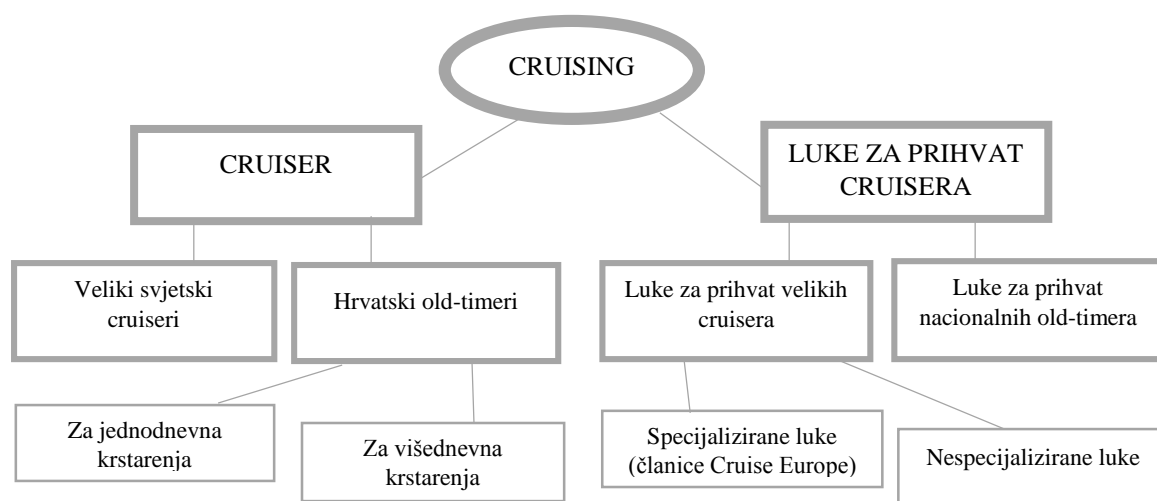 CRUISING
CRUISER
LUKE ZA PRIHVAT
CRUISERA
Veliki svjetski
cruiseri
Hrvatski old-timeri
Luke za prihvat velikih
cruisera
Luke za prihvat
nacionalnih old-timera
Za jednodnevna
krstarenja
Za višednevna
krstarenja
Specijalizirane luke
(članice Cruise Europe)
Nespecijalizirane luke